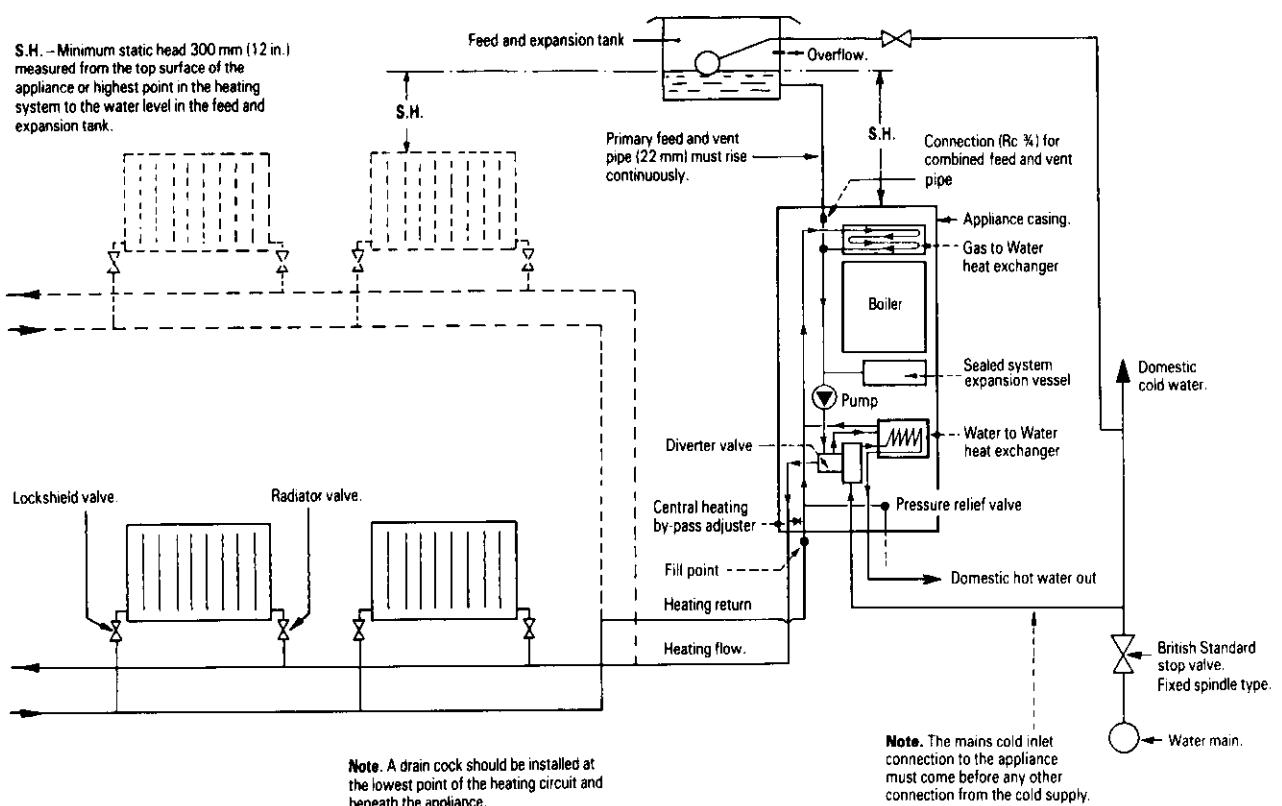 S.H. – Minimum static head 300 mm (12 in.)
measured from the top surface of the
appliance or highest point in the heating
system to the water level in the feed and
expansion tank.
Feed and expansion tank
Overflow.
S.H.
S.H.
Primary feed and vent
pipe (22 mm) must rise
continuously.
Connection (Rc ¾) for
combined feed and vent
pipe
Appliance casing.
Gas to Water
heat exchanger
Boiler
Sealed system
expansion vessel
Domestic
cold water.
Pump
Diverter valve
Water to Water
heat exchanger
Lockshield valve.
Radiator valve.
Central heating
by-pass adjuster
Pressure relief valve
Fill point
Domestic hot water out
Heating return
Heating flow.
British Standard
stop valve.
Fixed spindle type.
Water main.
Note. The mains cold inlet
connection to the appliance
must come before any other
connection from the cold supply.
Note. A drain cock should be installed at
the lowest point of the heating circuit and
beneath the appliance.